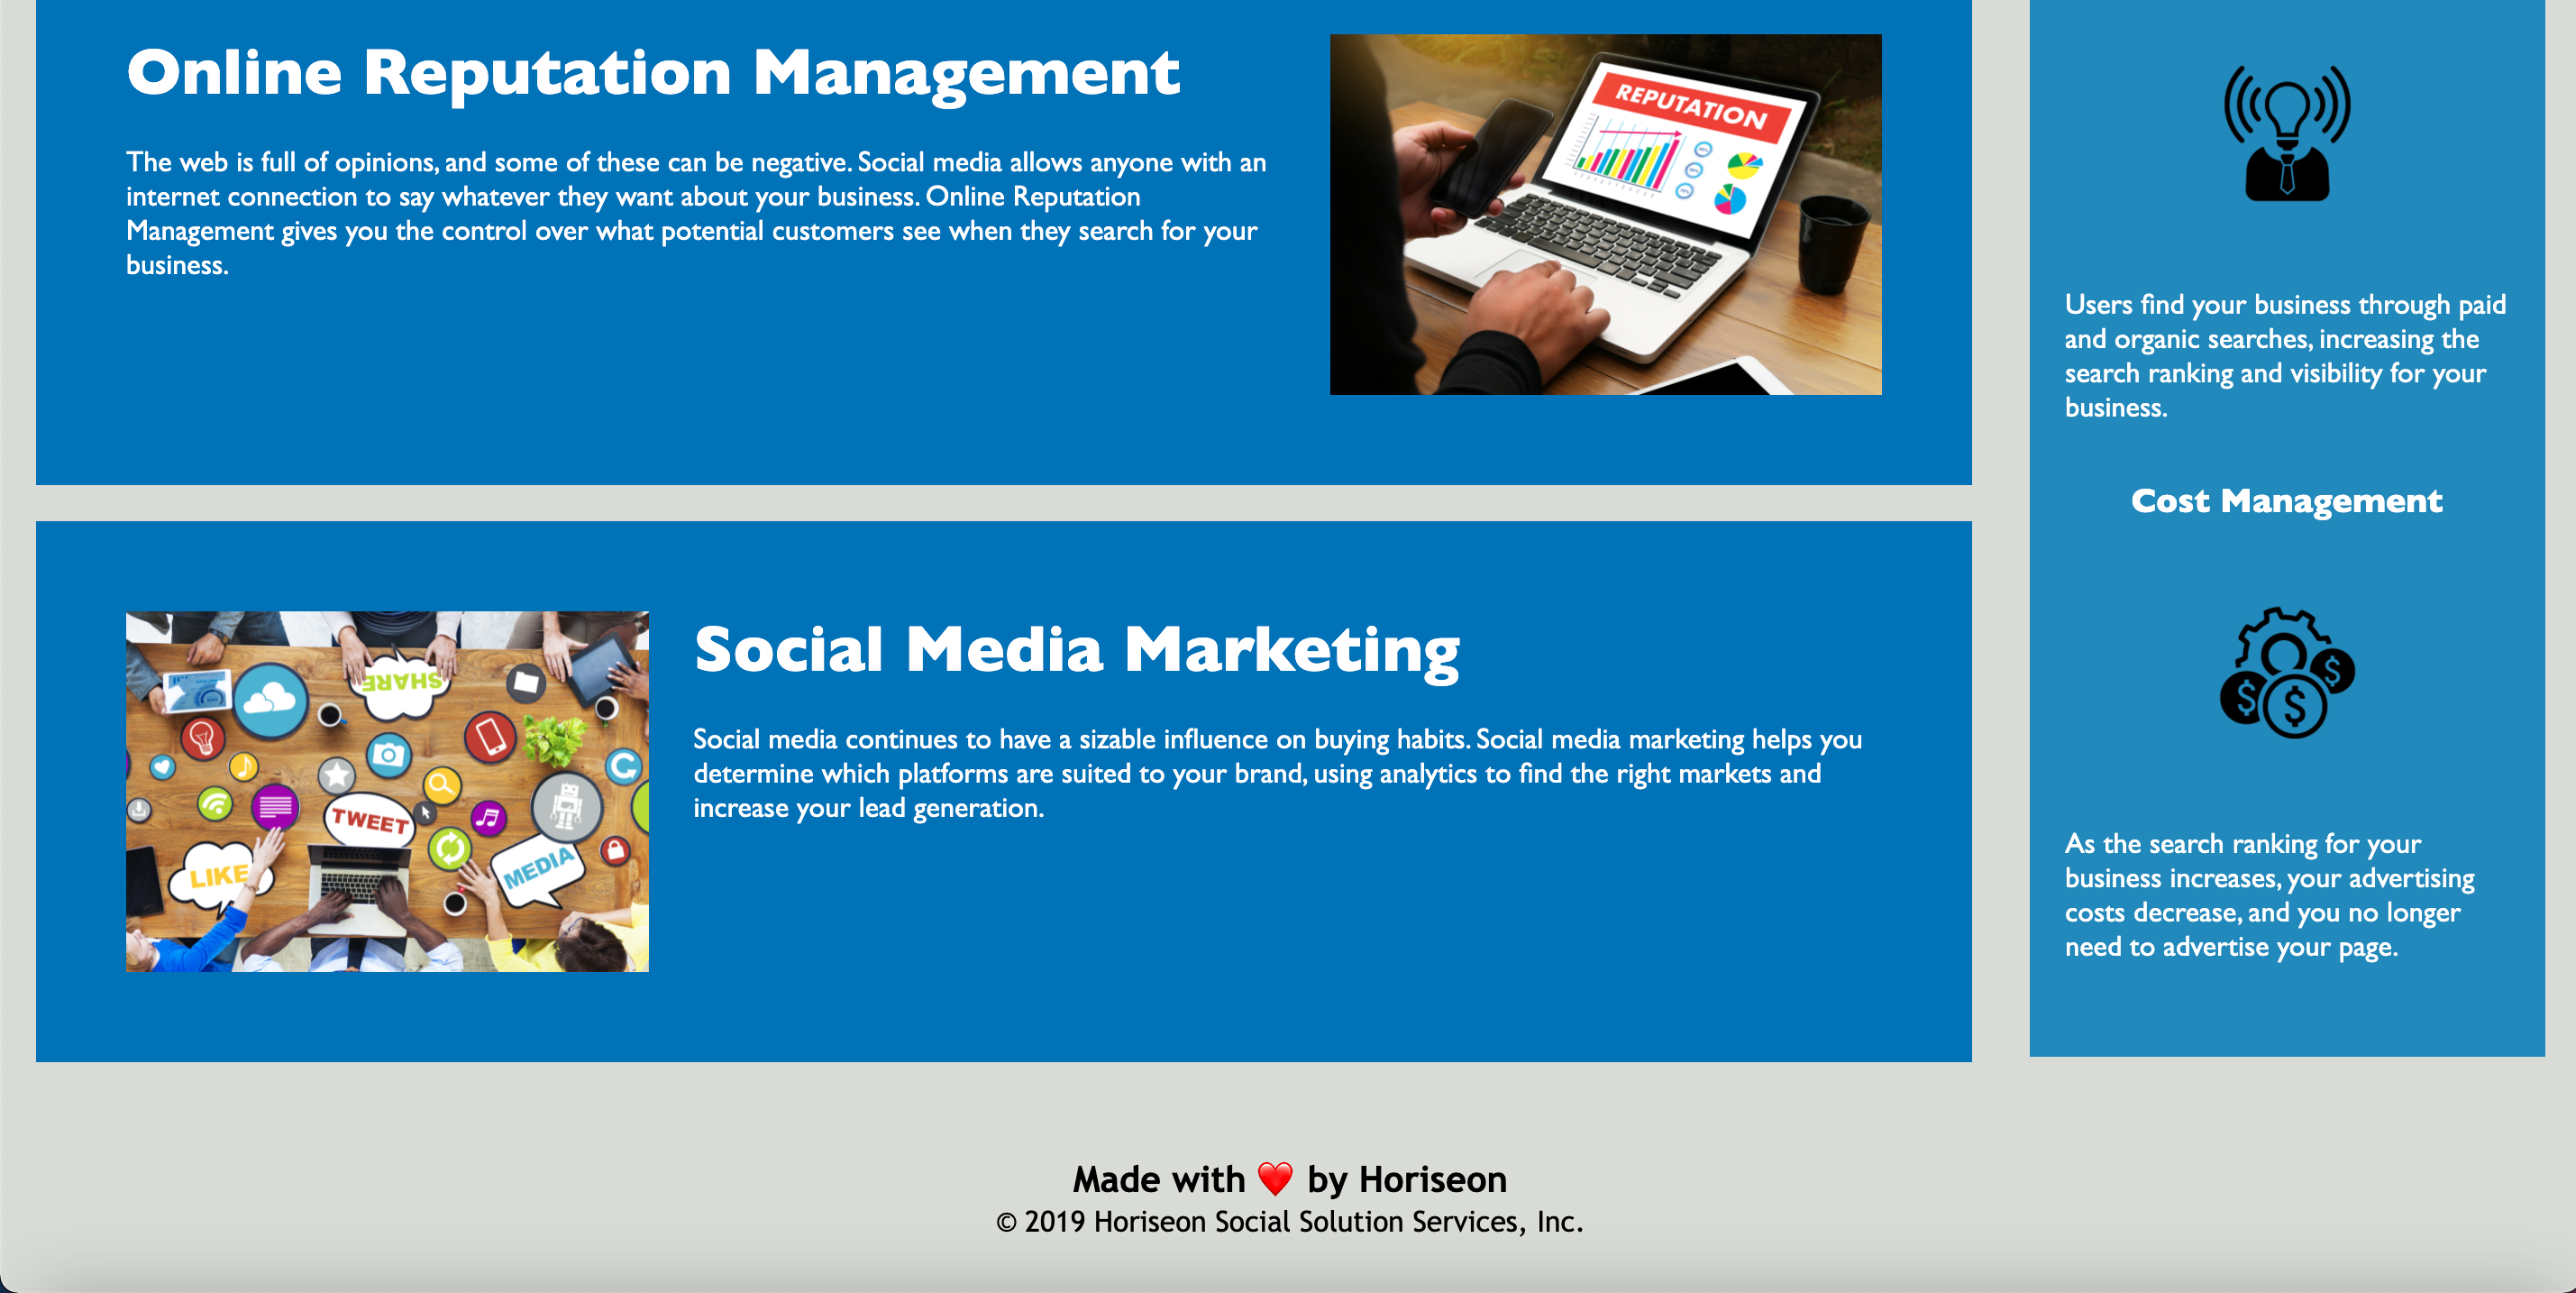 Online Reputation Management
The web is full of opinions, and some of these can be negative. Social media allows anyone with an
internet connection to say whatever they want about your business. Online Reputation
Management gives you the control over what potential customers see when they search for your
business.
REPUTATION
Social Media Marketing
Social media continues to have a sizable influence on buying habits. Social media marketing helps you
determine which platforms are suited to your brand, using analytics to find the right markets and
increase your lead generation.
SHARE
TWEET
LIKE
MEDIA
Users find your business through paid
and organic searches, increasing the
search ranking and visibility for your
business.
Cost Management
$ $ $
As the search ranking for your
business increases, your advertising
costs decrease, and you no longer
need to advertise your page.
Made with ❤️ by Horiseon
© 2019 Horiseon Social Solution Services, Inc.